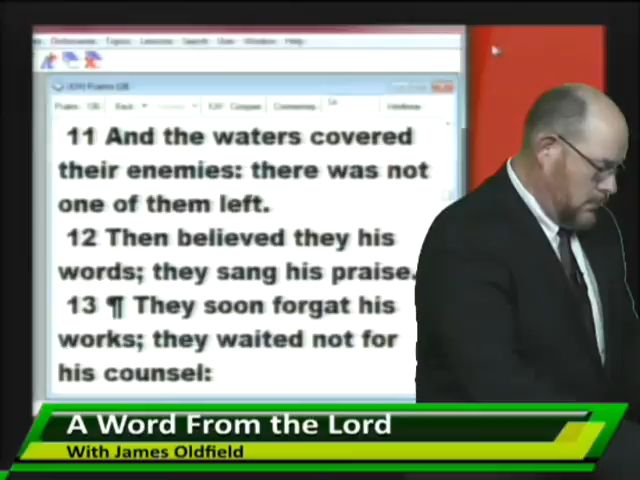 11 And the waters covered
their enemies: there was not
one of them left.
12 Then believed they his
words; they sang his praise.
13 ¶ They soon forgat his
works; they waited not for
his counsel:
A Word From the Lord
With James Oldfield